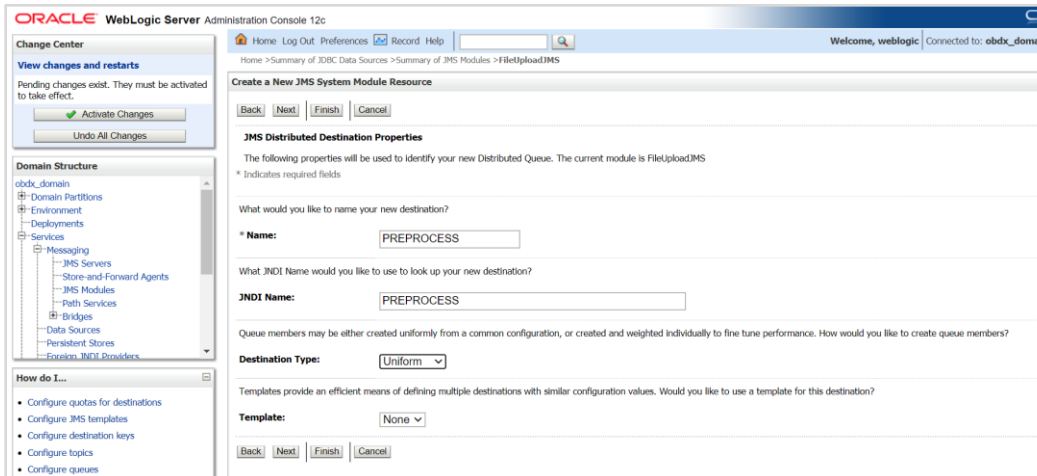 ORACLE WebLogic Server Administration Console 12c
Change Center
View changes and restarts
Pending changes exist. They must be activated
to take effect.
Activate Changes
Undo All Changes
Domain Structure
obdx_domain
Domain Partitions
Environment
Deployments
Services
Messaging
JMS Servers
Store-and-Forward Agents
JMS Modules
Path Services
Bridges
Data Sources
Persistent Stores
Foreign JNDI Providers
How do I...
Configure quotas for destinations
Configure JMS templates
Configure destination keys
Configure topics
Configure queues
Home Log Out Preferences Record Help
Welcome, weblogic Connected to: obdx_doma
Home >Summary of JDBC Data Sources >Summary of JMS Modules >FileUploadJMS
Create a New JMS System Module Resource
Back Next Finish Cancel
JMS Distributed Destination Properties
The following properties will be used to identify your new Distributed Queue. The current module is FileUploadJMS
* Indicates required fields
What would you like to name your new destination?
* Name: PREPROCESS
What JNDI Name would you like to use to look up your new destination?
JNDI Name: PREPROCESS
Queue members may be either created uniformly from a common configuration, or created and weighted individually to fine tune performance. How would you like to create queue members?
Destination Type: Uniform
Templates provide an efficient means of defining multiple destinations with similar configuration values. Would you like to use a template for this destination?
Template: None
Back Next Finish Cancel